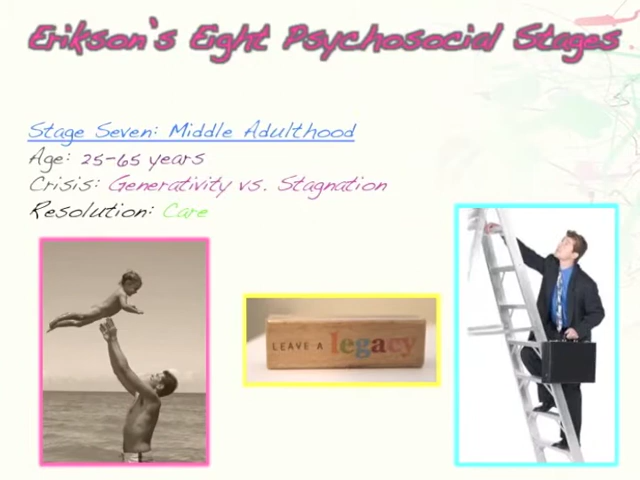 Erikson's Eight Psychosocial Stages
Stage Seven: Middle Adulthood
Age: 25-65 years
Crisis: Generativity vs. Stagnation
Resolution: Care
LEAVE A legacy